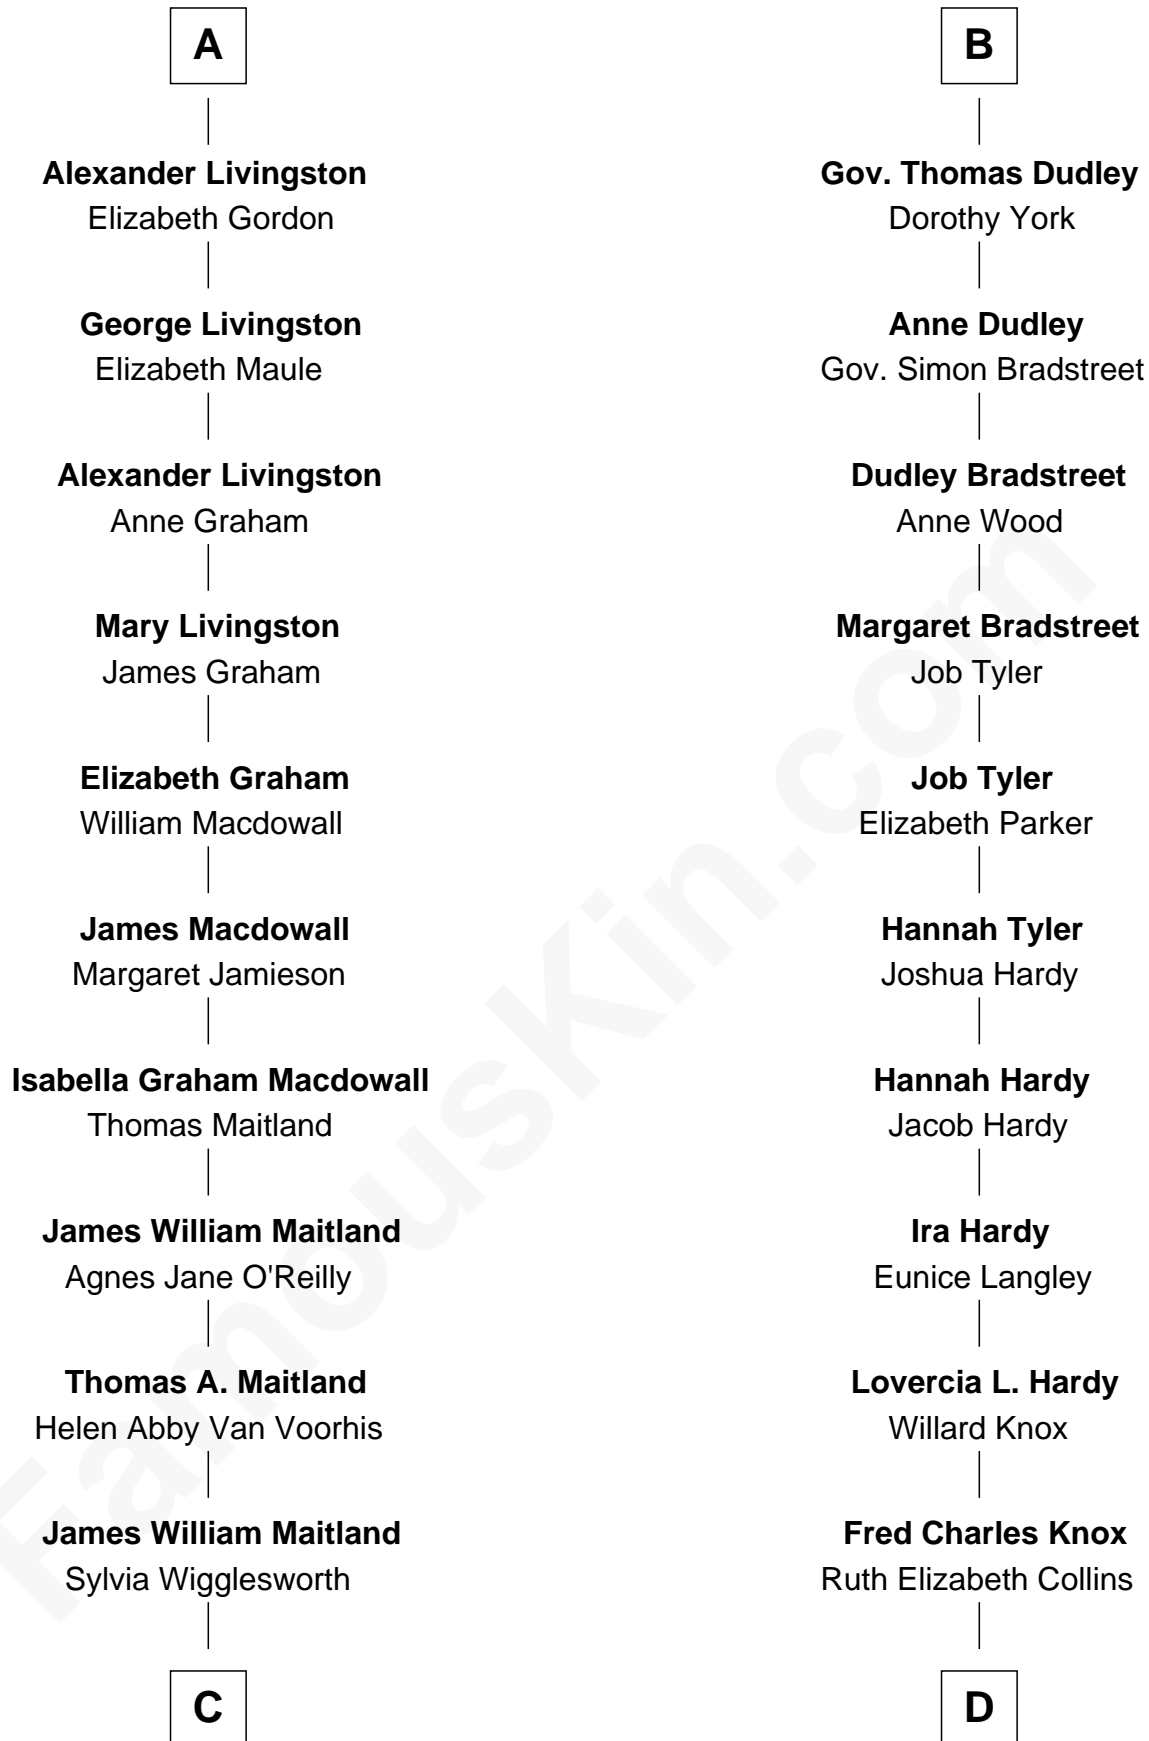 A
Alexander Livingston
Elizabeth Gordon
George Livingston
Elizabeth Maule
Alexander Livingston
Anne Graham
Mary Livingston
James Graham
Elizabeth Graham
William Macdowall
James Macdowall
Margaret Jamieson
Isabella Graham Macdowall
Thomas Maitland
James William Maitland
Agnes Jane O'Reilly
Thomas A. Maitland
Helen Abby Van Voorhis
James William Maitland
Sylvia Wigglesworth
C
B
Gov. Thomas Dudley
Dorothy York
Anne Dudley
Gov. Simon Bradstreet
Dudley Bradstreet
Anne Wood
Margaret Bradstreet
Job Tyler
Job Tyler
Elizabeth Parker
Hannah Tyler
Joshua Hardy
Hannah Hardy
Jacob Hardy
Ira Hardy
Eunice Langley
Lovercia L. Hardy
Willard Knox
Fred Charles Knox
Ruth Elizabeth Collins
D
FamousKin.com